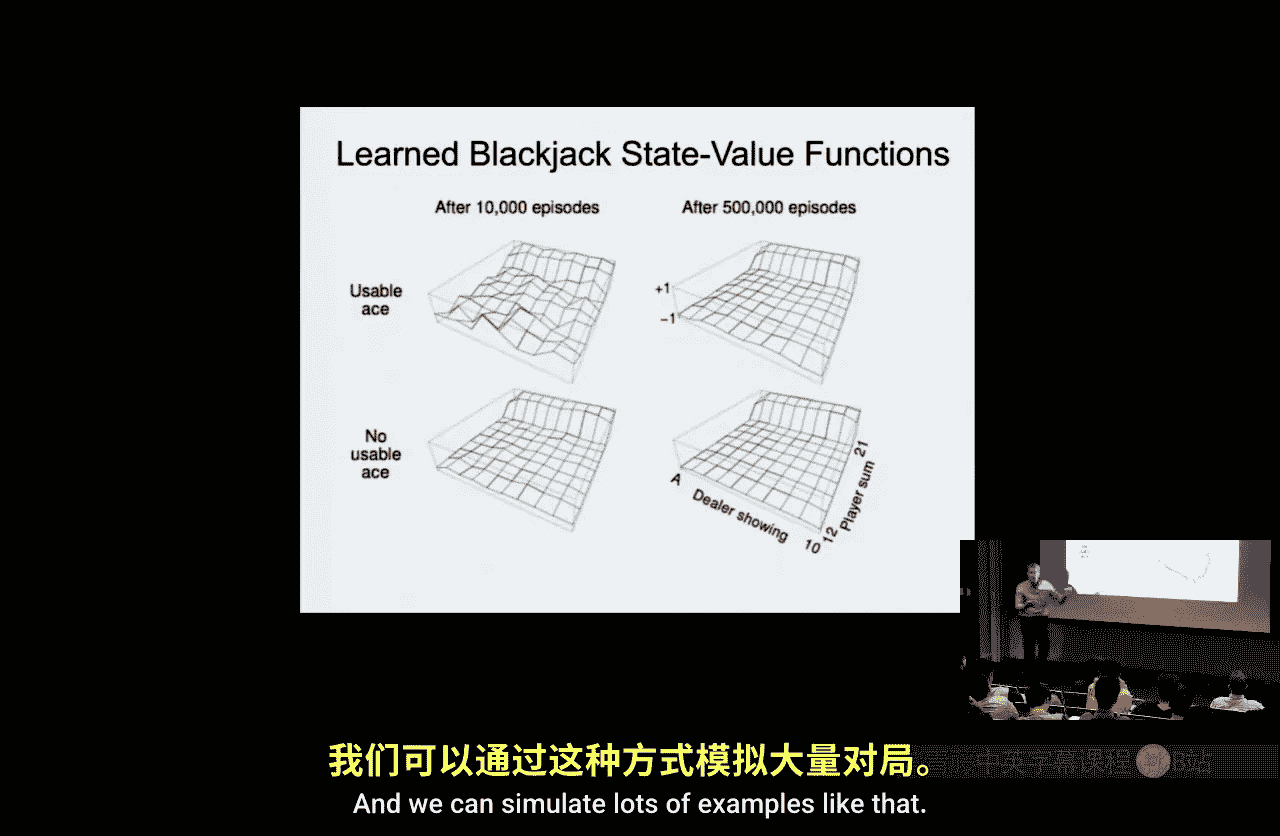 Learned Blackjack State-Value Functions
After 10,000 episodes
After 500,000 episodes
Usable
ace
+1
−1
No
usable
ace
A
Dealer showing
10
12
Player sum
21
我们可以通过这种方式模拟大量对局。
And we can simulate lots of examples like that.